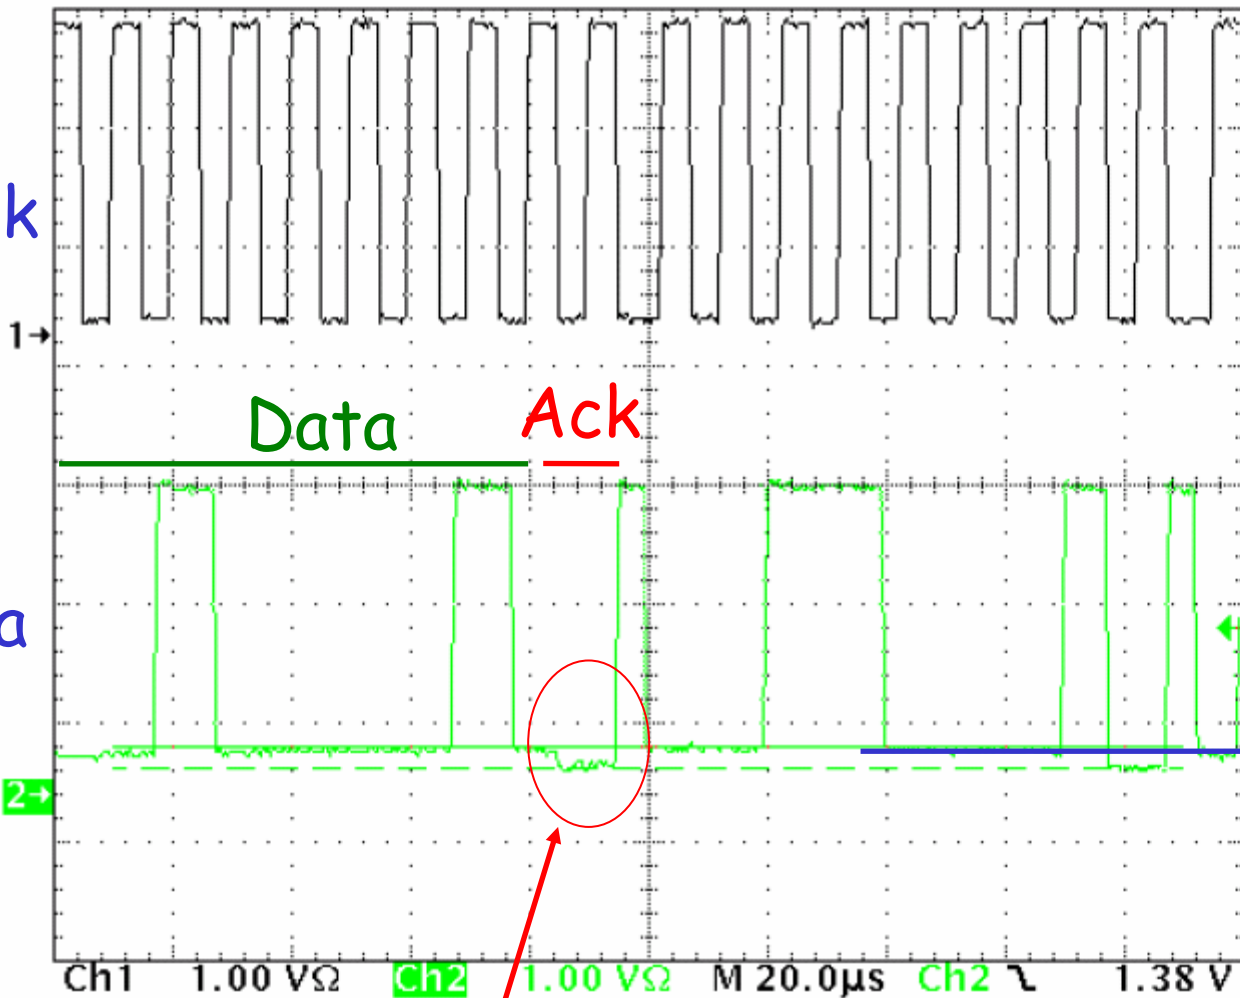 k
1→
Data
Ack
a
2→
Ch1 1.00 VΩ Ch2 1.00 VΩ M 20.0µs Ch2 1.38 V